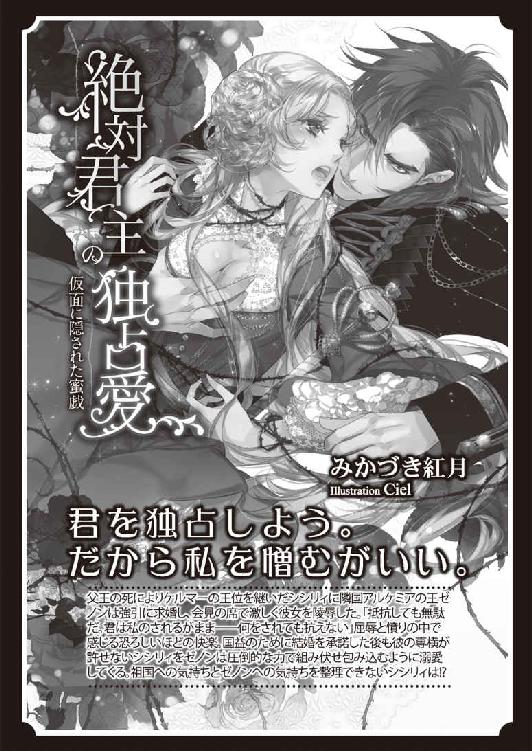 絶対君主の独占愛
仮面に隠された蜜戯
みかづき紅月
Illustration Ciel
君を独占しよう。
だから私を憎むがいい。
父王の死によりケルマーの王位を継いだシシリィに隣国アルケミアの王ゼ
ノンは強引に求婚し、会見の席で激しく彼女を陵辱した。「抵抗しても無駄
だ。君は私のされるがまま――何をされても抗えない」屈辱と憤りの中で
感じる恐ろしいほどの快楽。国益のために結婚を承諾した後も彼の専横が
許せないシシリィをゼノンは圧倒的な力で組み伏せ包み込むように溺愛
してくる。祖国への気持ちとゼノンへの気持ちを整理できないシシリィは!?